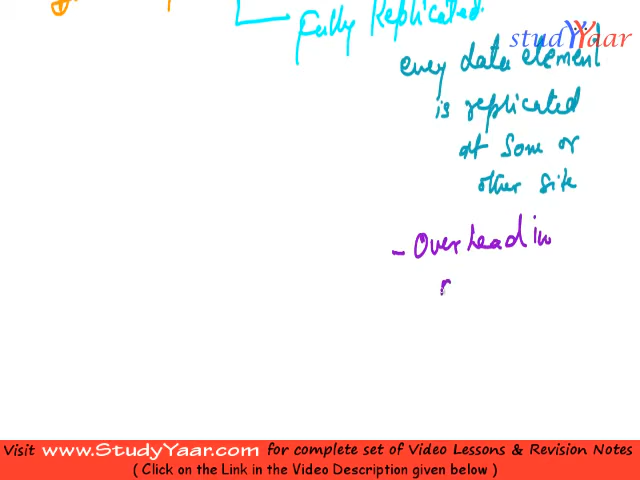 Fully Replicated.
studYYaar
every data element
is replicated
at Some or
other site
- Overhead in
Visit www.StudyYaar.com for complete set of Video Lessons & Revision Notes
( Click on the Link in the Video Description given below )